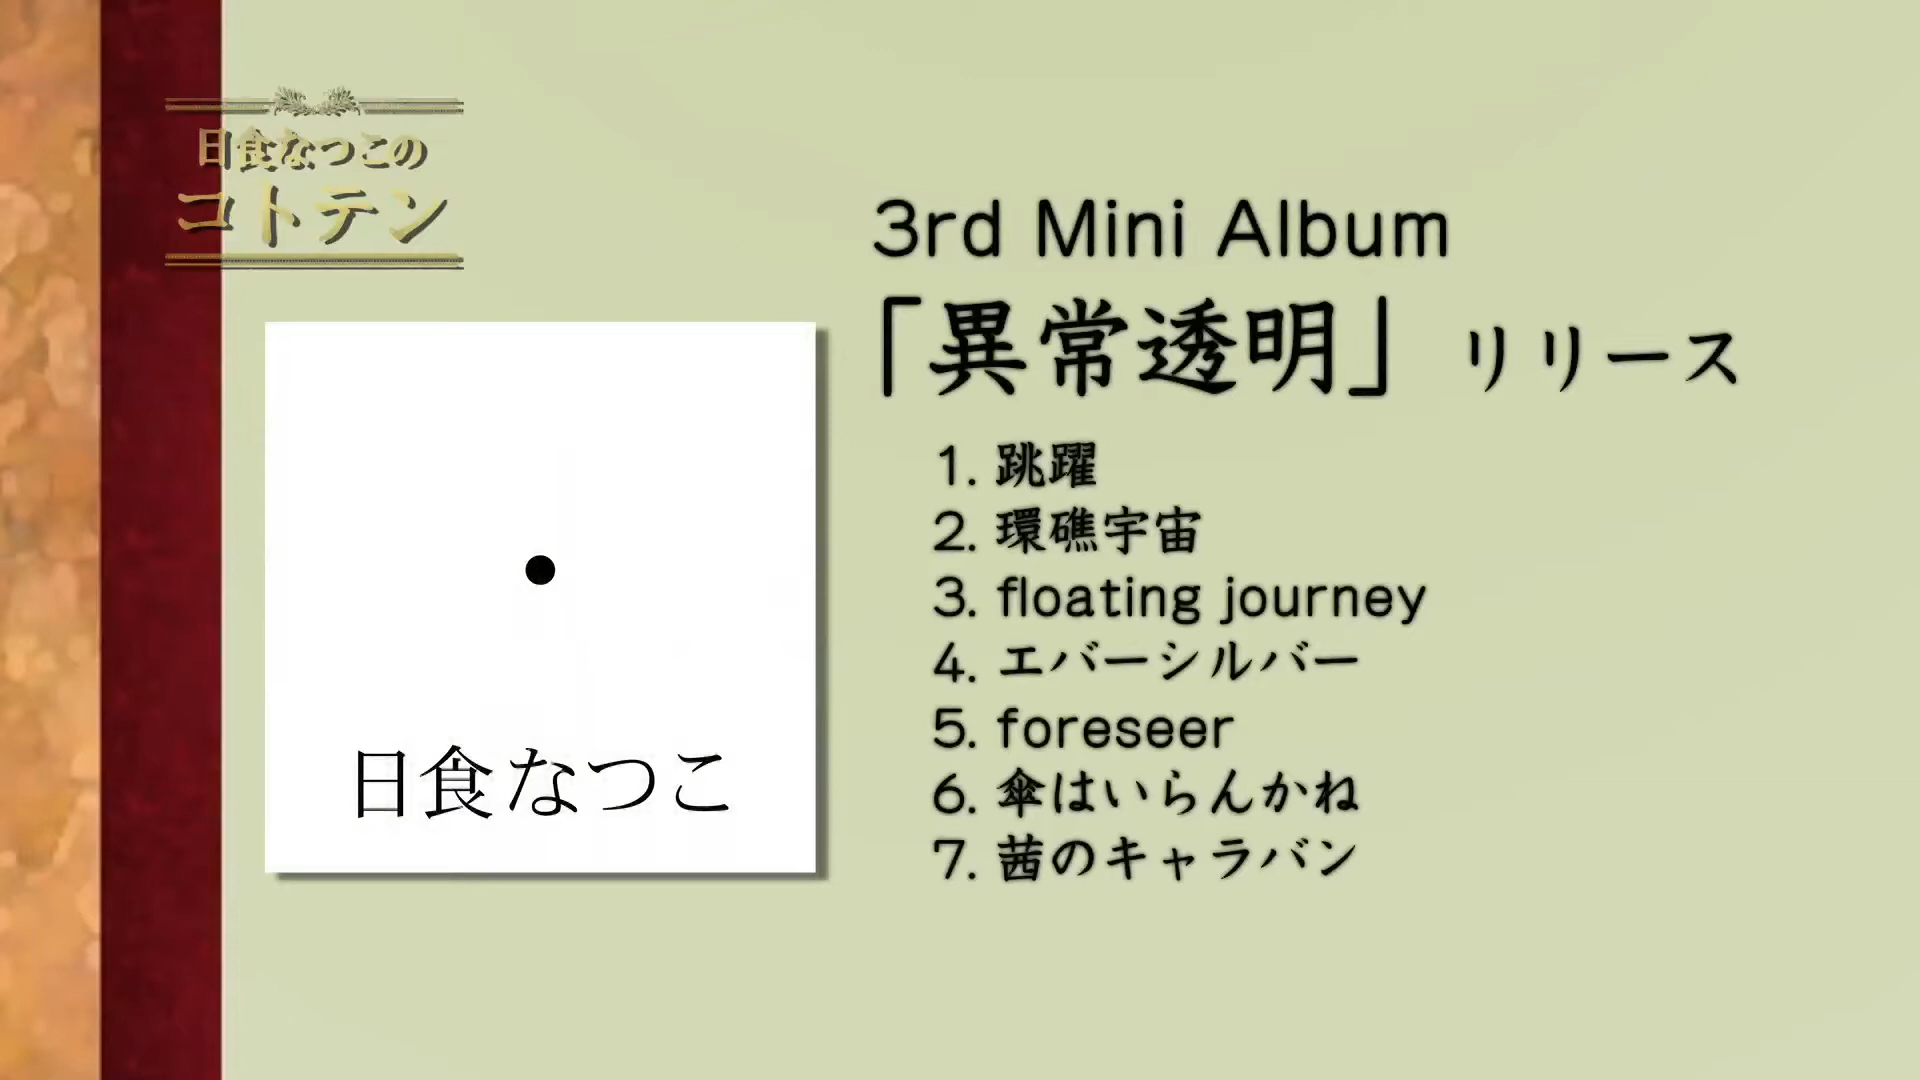 日食なつこの
コトテン
3rd Mini Album
「異常透明」 リリース
1. 跳躍
2. 環礁宇宙
3. floating journey
4. エバーシルバー
5. foreseer
6. 傘はいらんかね
7. 茜のキャラバン
日食なつこ